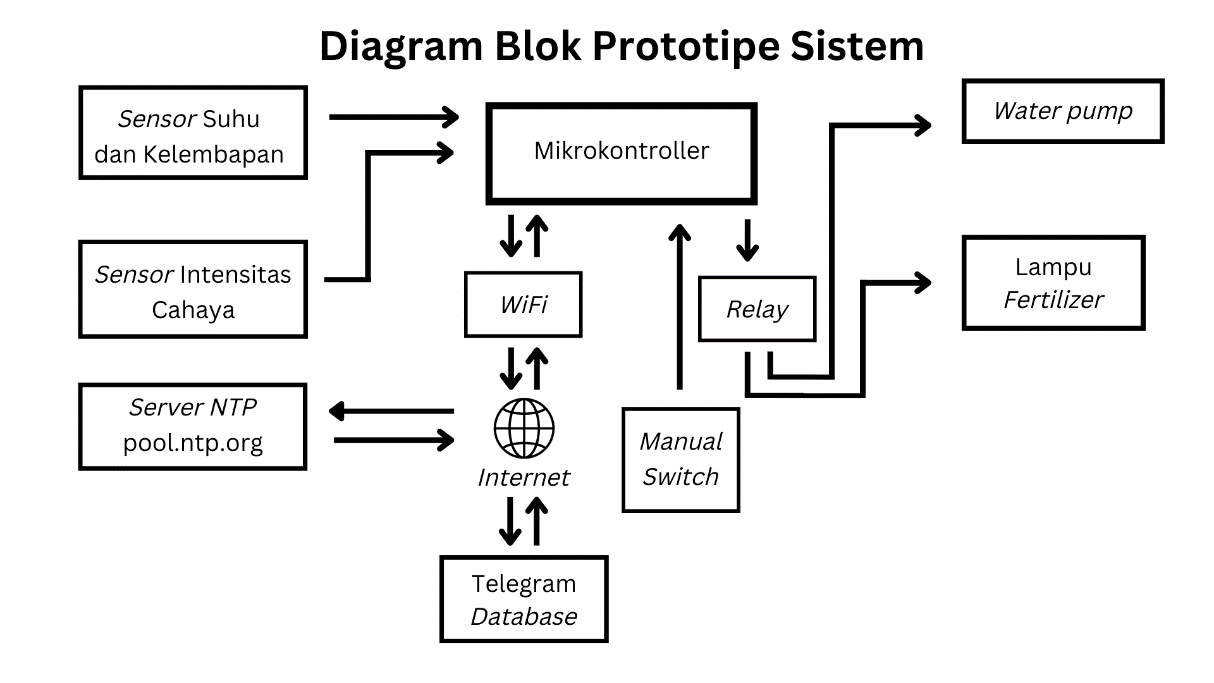 Diagram Blok Prototipe Sistem
Sensor Suhu
dan Kelembapan
Mikrokontroller
Water pump
Sensor Intensitas
Cahaya
WiFi
Relay
Lampu
Fertilizer
Server NTP
pool.ntp.org
Internet
Manual
Switch
Telegram
Database